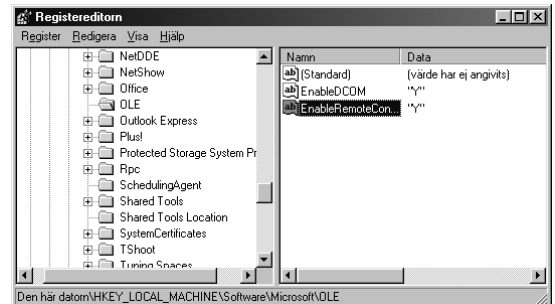 Registereditorn
Register Redigera Visa Hjälp
NetDDE
NetShow
Office
OLE
Outlook Express
Plus!
Protected Storage System Pr
Rpc
SchedulingAgent
Shared Tools
Shared Tools Location
SystemCertificates
TShoot
Tuning Spaces
Namn Data
(Standard) (värde har ej angivits)
EnableDCOM "Y"
EnableRemoteCon... "Y"
Den här datorn\HKEY_LOCAL_MACHINE\Software\Microsoft\OLE